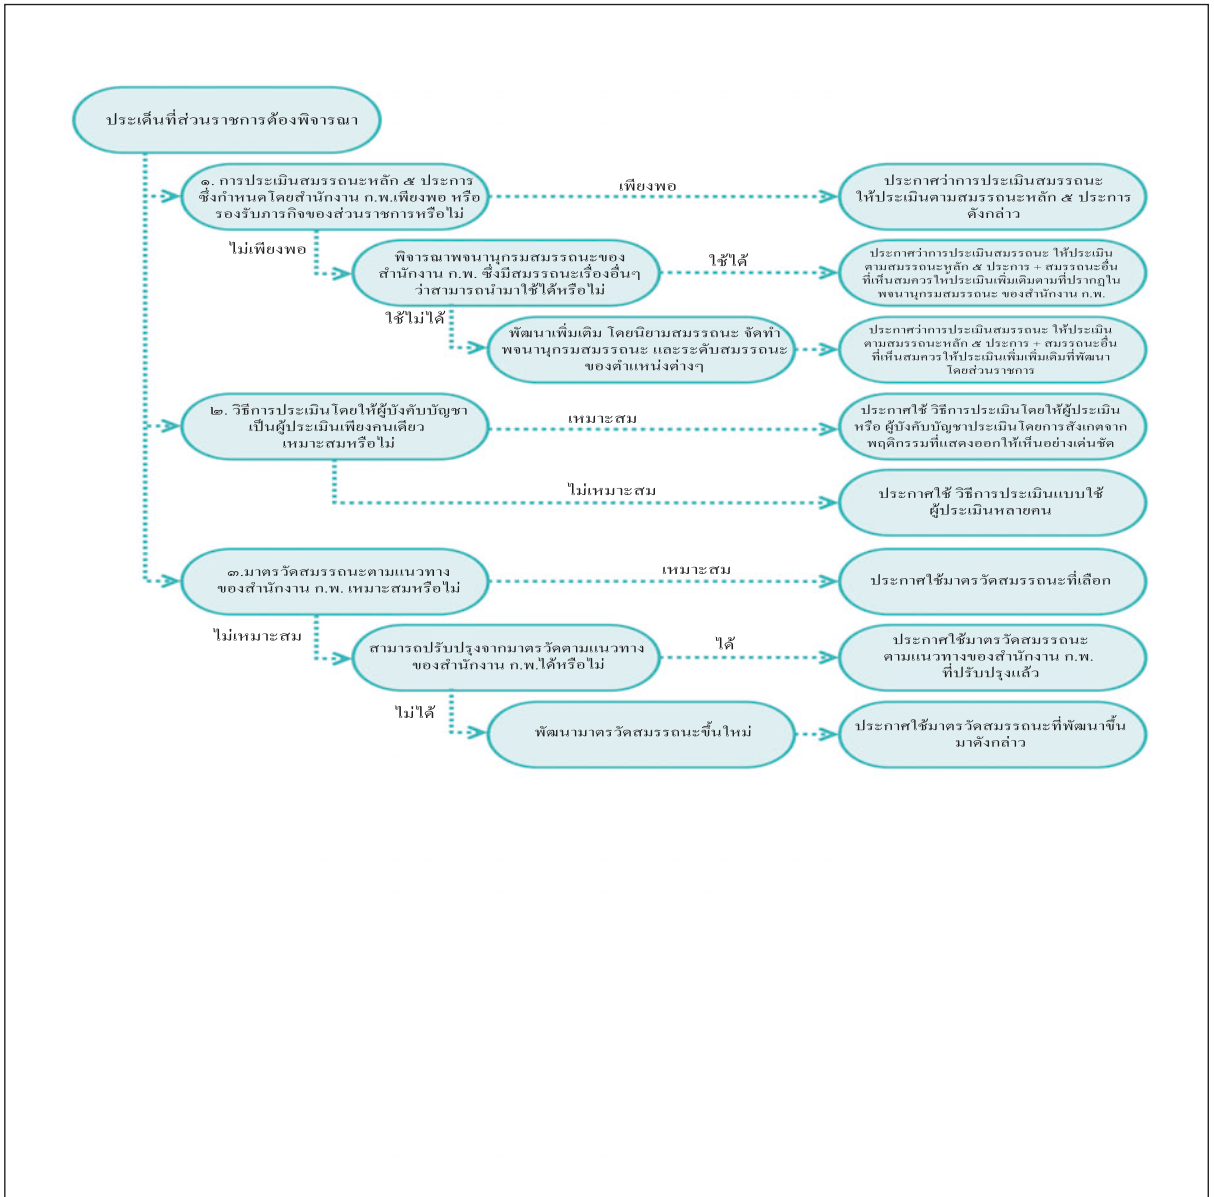 ประเด็นที่ส่วนราชการต้องพิจารณา
๑. การประเมินสมรรถนะหลัก ๕ ประการ
ซึ่งกำหนดโดยสำนักงาน ก.พ.เพียงพอ หรือ
รองรับภารกิจของส่วนราชการหรือไม่
เพียงพอ
ประกาศว่าการประเมินสมรรถนะ
ให้ประเมินตามสมรรถนะหลัก ๕ ประการ
ดังกล่าว
ไม่เพียงพอ
พิจารณาพจนานุกรมสมรรถนะของ
สำนักงาน ก.พ. ซึ่งมีสมรรถนะเรื่องอื่นๆ
ว่าสามารถนำมาใช้ได้หรือไม่
ใช้ได้
ประกาศว่าการประเมินสมรรถนะ ให้ประเมิน
ตามสมรรถนะหลัก ๕ ประการ + สมรรถนะอื่น
ที่เห็นสมควรให้ประเมินเพิ่มเติมตามที่ปรากฏใน
พจนานุกรมสมรรถนะ ของสำนักงาน ก.พ.
ใช้ไม่ได้
พัฒนาเพิ่มเติม โดยนิยามสมรรถนะ จัดทำ
พจนานุกรมสมรรถนะ และระดับสมรรถนะ
ของตำแหน่งต่างๆ
ประกาศว่าการประเมินสมรรถนะ ให้ประเมิน
ตามสมรรถนะหลัก ๕ ประการ + สมรรถนะอื่น
ที่เห็นสมควรให้ประเมินเพิ่มเพิ่มเติมที่พัฒนา
โดยส่วนราชการ
๒. วิธีการประเมินโดยให้ผู้บังคับบัญชา
เป็นผู้ประเมินเพียงคนเดียว
เหมาะสมหรือไม่
เหมาะสม
ประกาศใช้ วิธีการประเมินโดยให้ผู้ประเมิน
หรือ ผู้บังคับบัญชาประเมินโดยการสังเกตจาก
พฤติกรรมที่แสดงออกให้เห็นอย่างเด่นชัด
ไม่เหมาะสม
ประกาศใช้ วิธีการประเมินแบบใช้
ผู้ประเมินหลายคน
๓.มาตรวัดสมรรถนะตามแนวทาง
ของสำนักงาน ก.พ. เหมาะสมหรือไม่
เหมาะสม
ประกาศใช้มาตรวัดสมรรถนะที่เลือก
ไม่เหมาะสม
สามารถปรับปรุงจากมาตรวัดตามแนวทาง
ของสำนักงาน ก.พ.ได้หรือไม่
ได้
ประกาศใช้มาตรวัดสมรรถนะ
ตามแนวทางของสำนักงาน ก.พ.
ที่ปรับปรุงแล้ว
ไม่ได้
พัฒนามาตรวัดสมรรถนะขึ้นใหม่
ประกาศใช้มาตรวัดสมรรถนะที่พัฒนาขึ้น
มาดังกล่าว